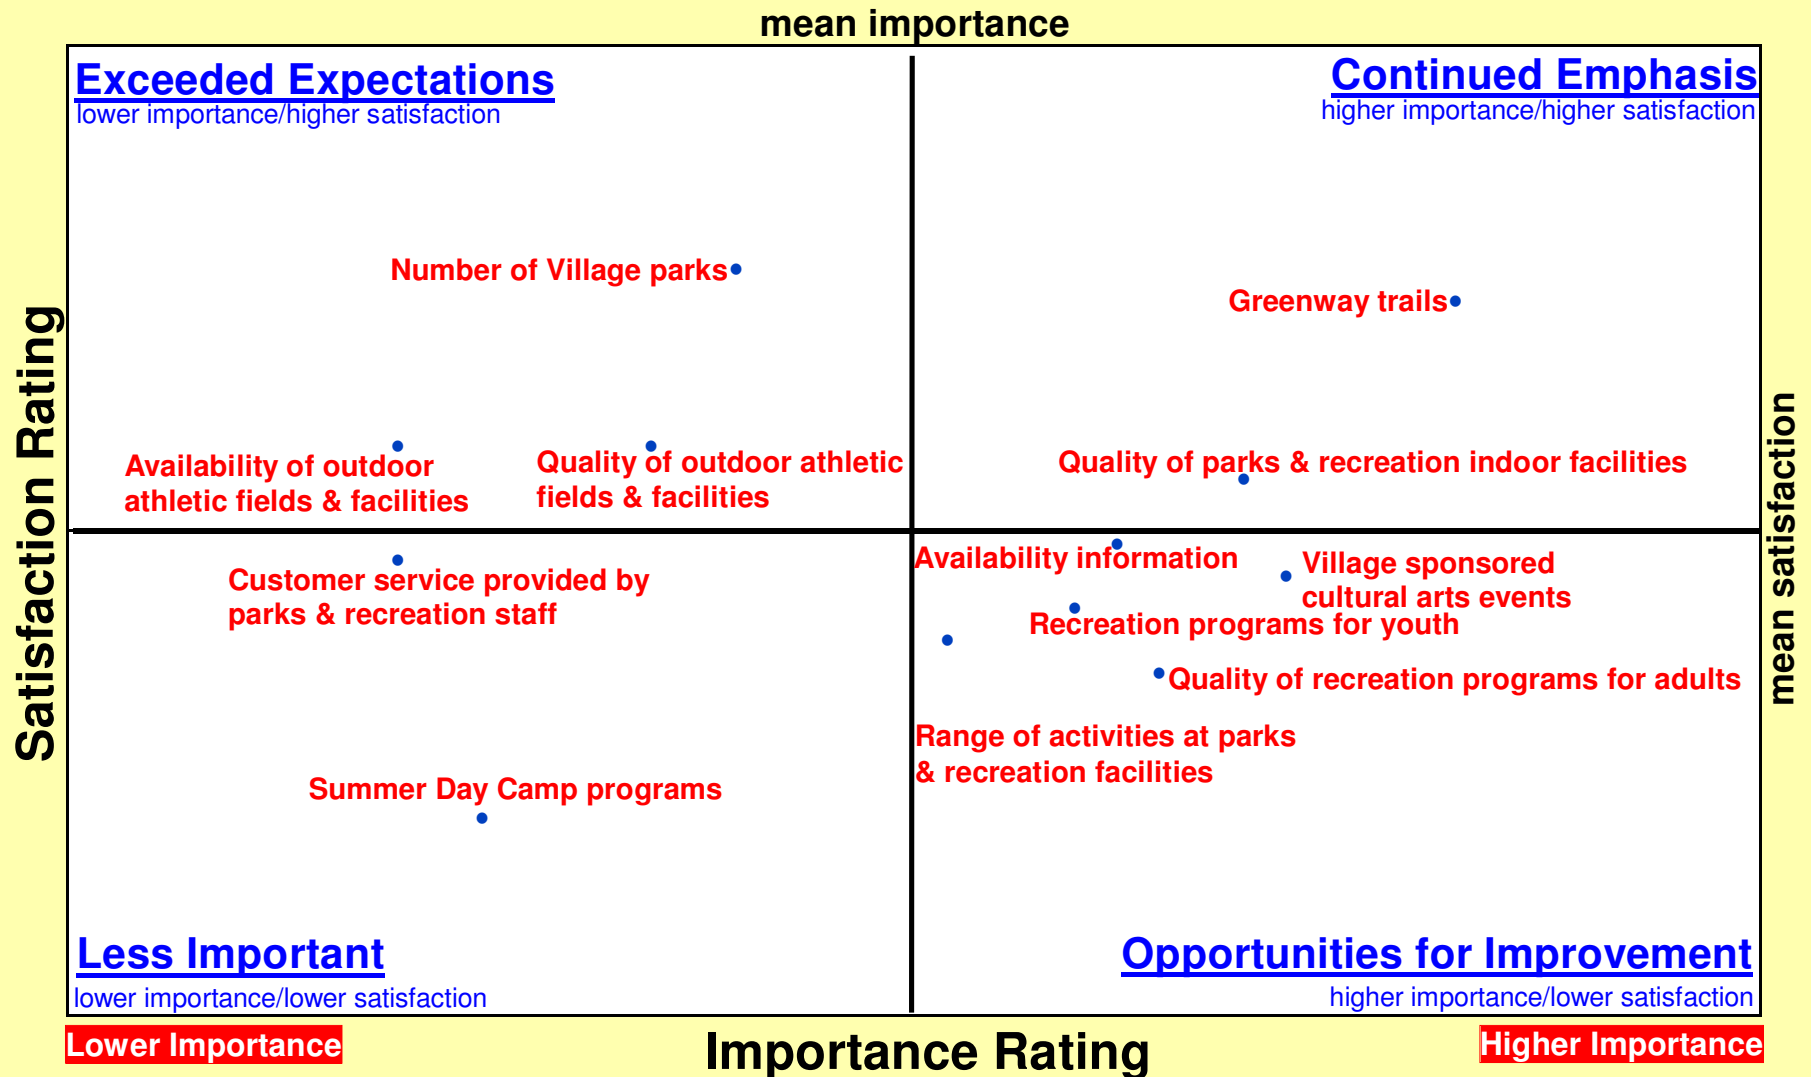 mean importance
Exceeded Expectations
lower importance/higher satisfaction
Continued Emphasis
higher importance/higher satisfaction
Number of Village parks
Greenway trails
Availability of outdoor
athletic fields & facilities
Quality of outdoor athletic
fields & facilities
Quality of parks & recreation indoor facilities
Satisfaction Rating
mean satisfaction
Customer service provided by
parks & recreation staff
Availability information
Village sponsored
cultural arts events
Recreation programs for youth
Quality of recreation programs for adults
Range of activities at parks
& recreation facilities
Summer Day Camp programs
Less Important
lower importance/lower satisfaction
Opportunities for Improvement
higher importance/lower satisfaction
Lower Importance
Importance Rating
Higher Importance